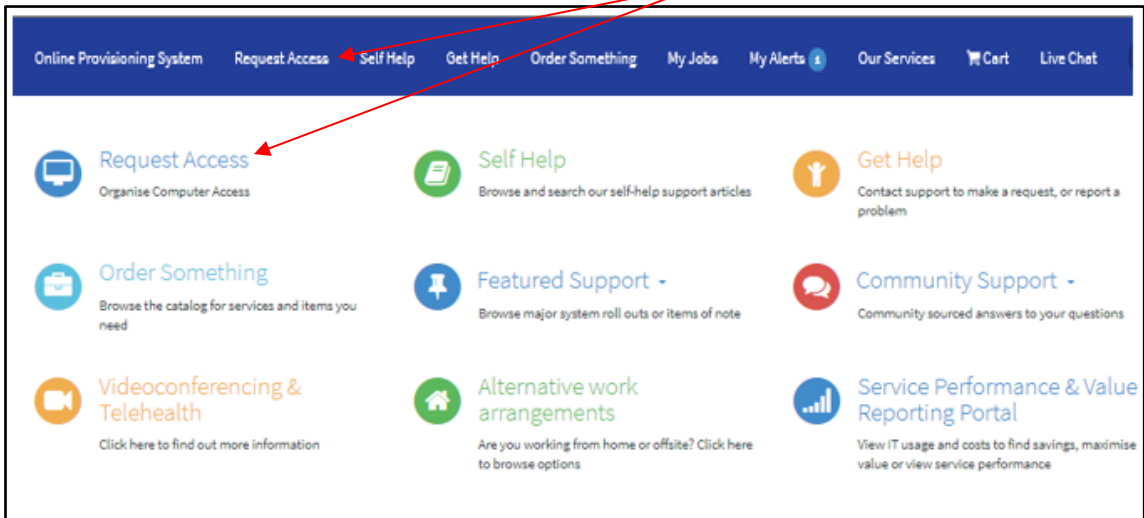 Online Provisioning System Request Access Self Help Get Help Order Something My Jobs My Alerts 1 Our Services Cart Live Chat
Request Access
Organise Computer Access
Self Help
Browse and search our self-help support articles
Get Help
Contact support to make a request, or report a
problem
Order Something
Browse the catalog for services and items you
need
Featured Support
Browse major system roll outs or items of note
Community Support
Community sourced answers to your questions
Videoconferencing &
Telehealth
Click here to find out more information
Alternative work
arrangements
Are you working from home or offsite? Click here
to browse options
Service Performance & Value
Reporting Portal
View IT usage and costs to find savings, maximise
value or view service performance